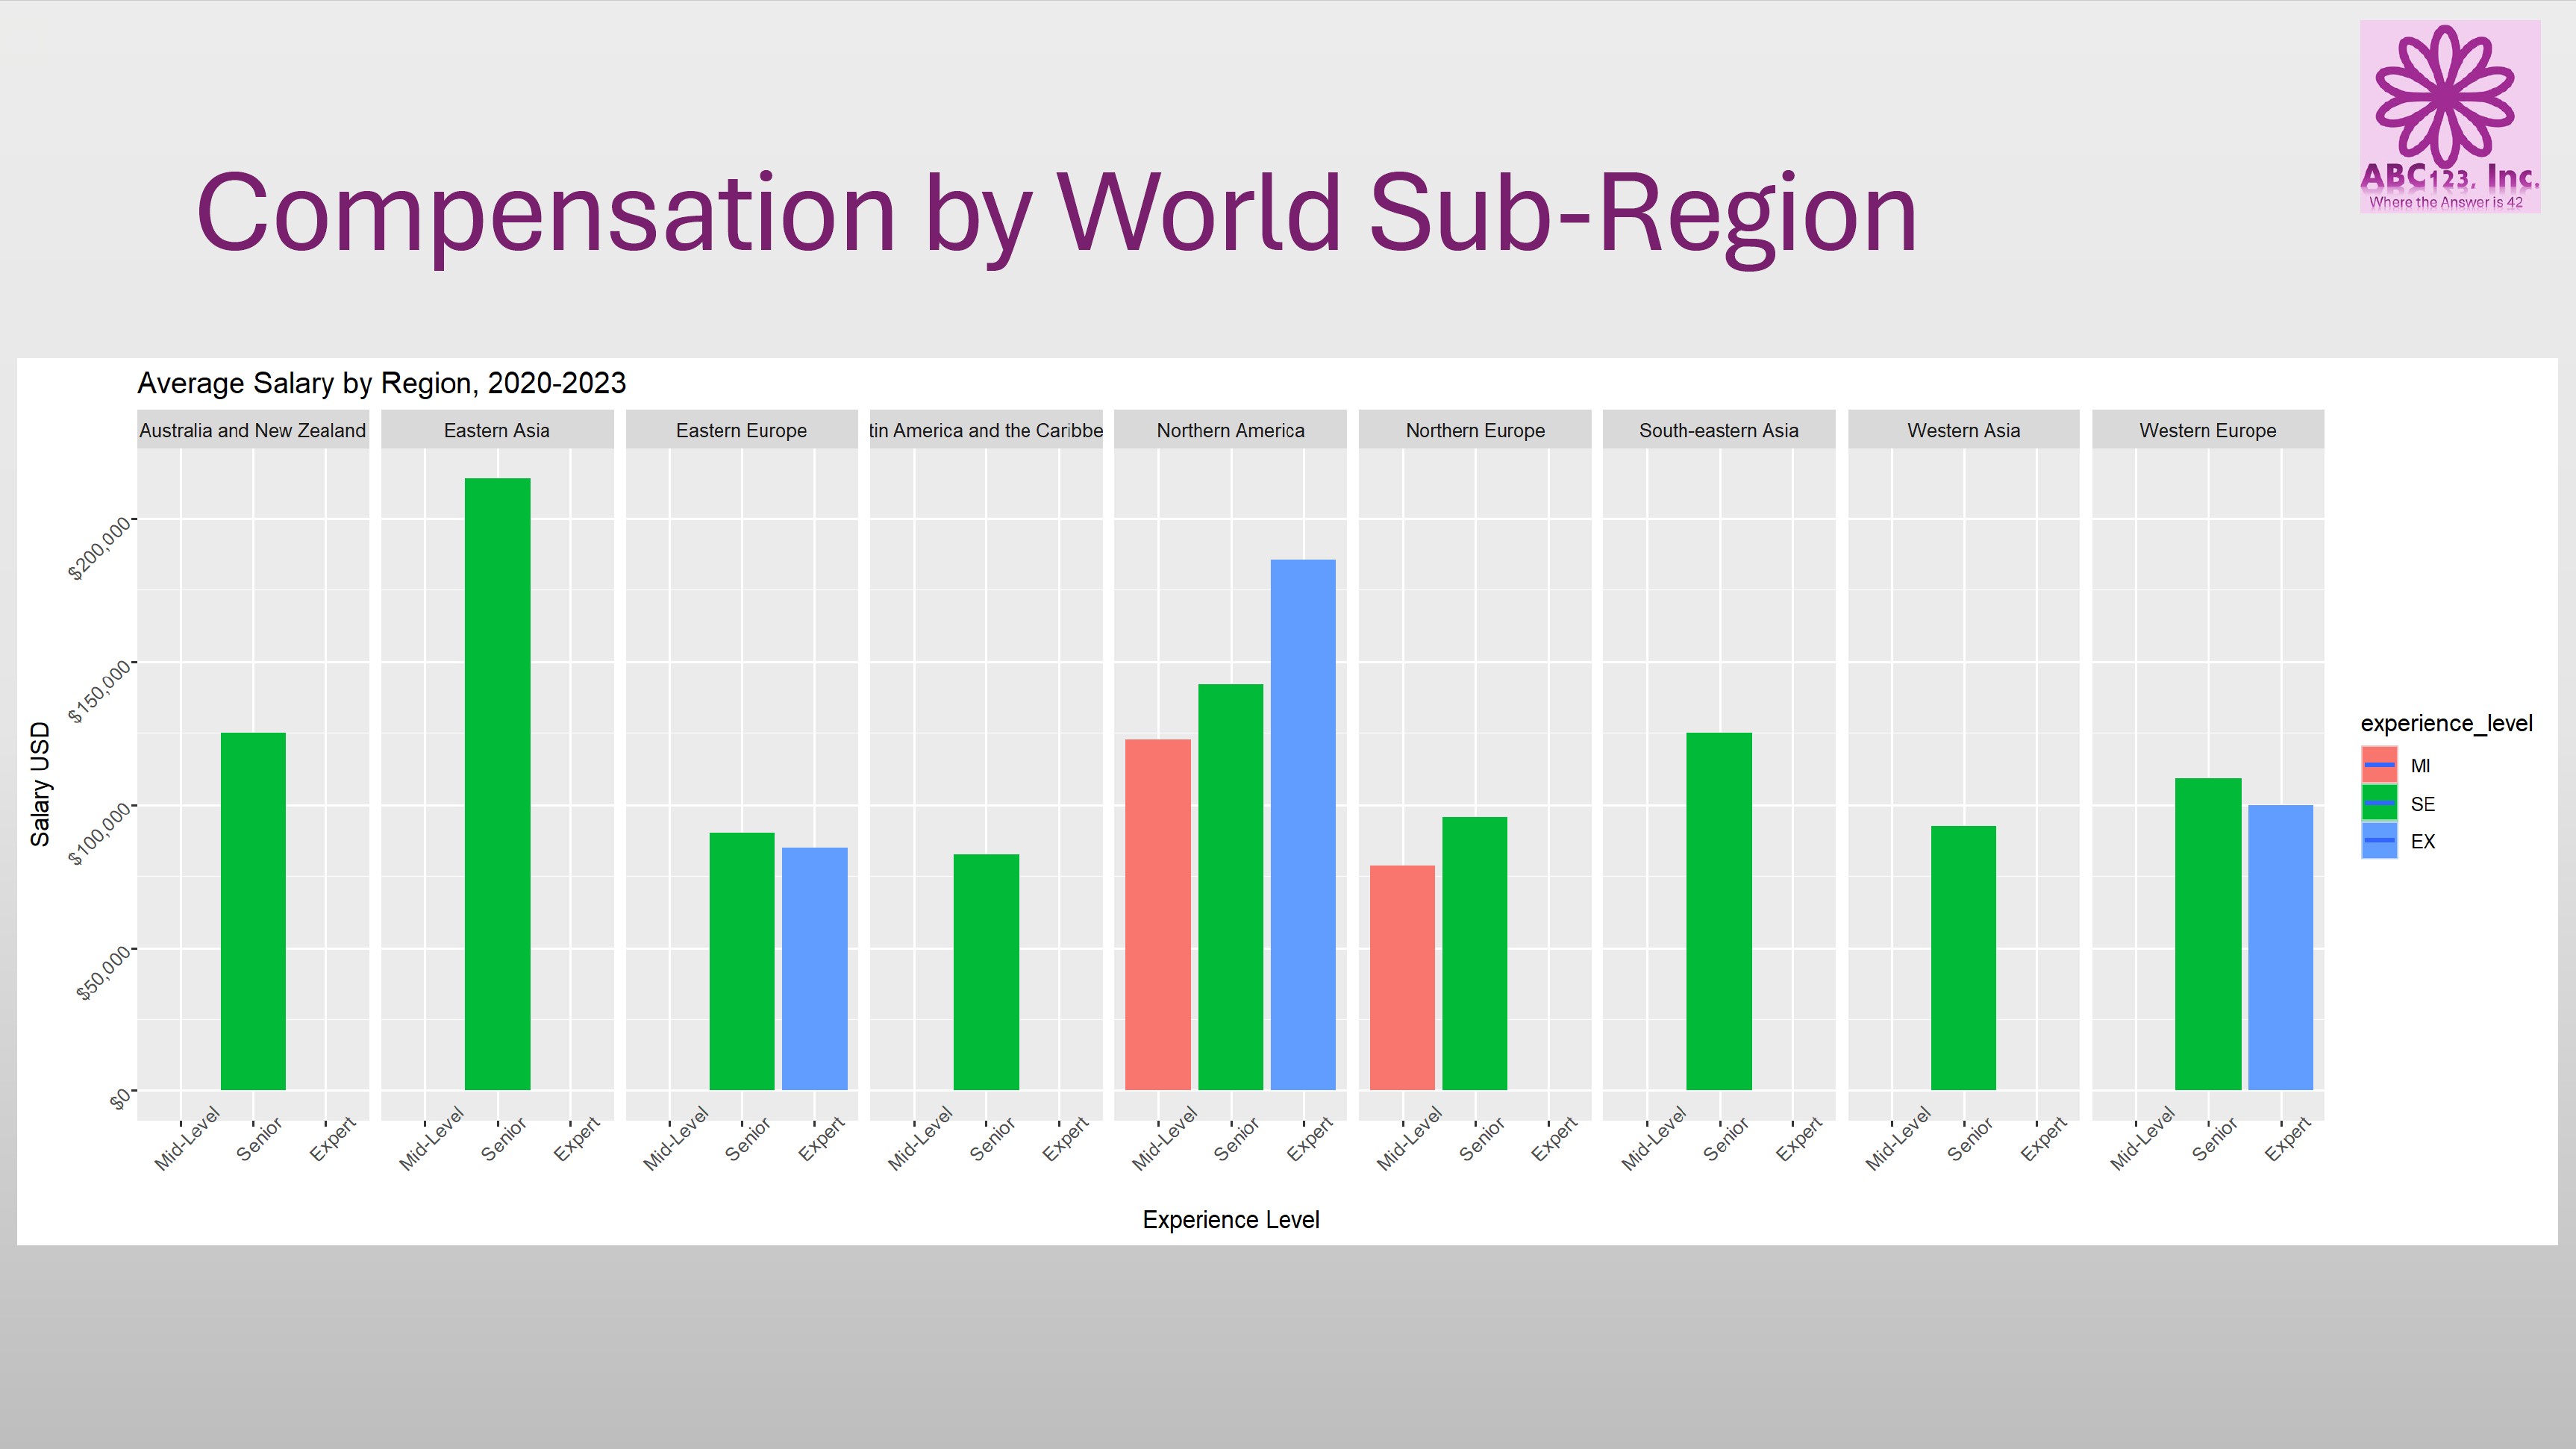 ABC123, Inc.
Where the Answer is 42
Compensation by World Sub-Region
Average Salary by Region, 2020-2023
Australia and New Zealand
Eastern Asia
Eastern Europe
tin America and the Caribbe
Northern America
Northern Europe
South-eastern Asia
Western Asia
Western Europe
Salary USD
$200,000
$150,000
$100,000
$50,000
$0
Mid-Level Senior Expert
Mid-Level Senior Expert
Mid-Level Senior Expert
Mid-Level Senior Expert
Mid-Level Senior Expert
Mid-Level Senior Expert
Mid-Level Senior Expert
Mid-Level Senior Expert
Mid-Level Senior Expert
Experience Level
experience_level
MI
SE
EX